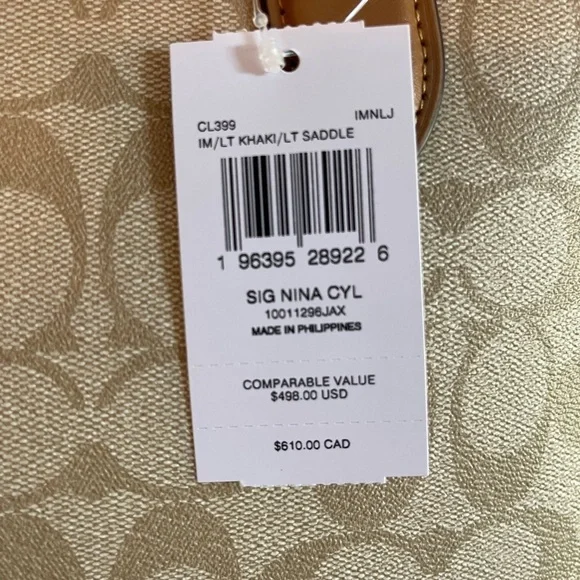 CL399 IMNLJ
IM/LT KHAKI/LT SADDLE
1 96395 28922 6
SIG NINA CYL
10011296JAX
MADE IN PHILIPPINES
COMPARABLE VALUE
$498.00 USD
$610.00 CAD